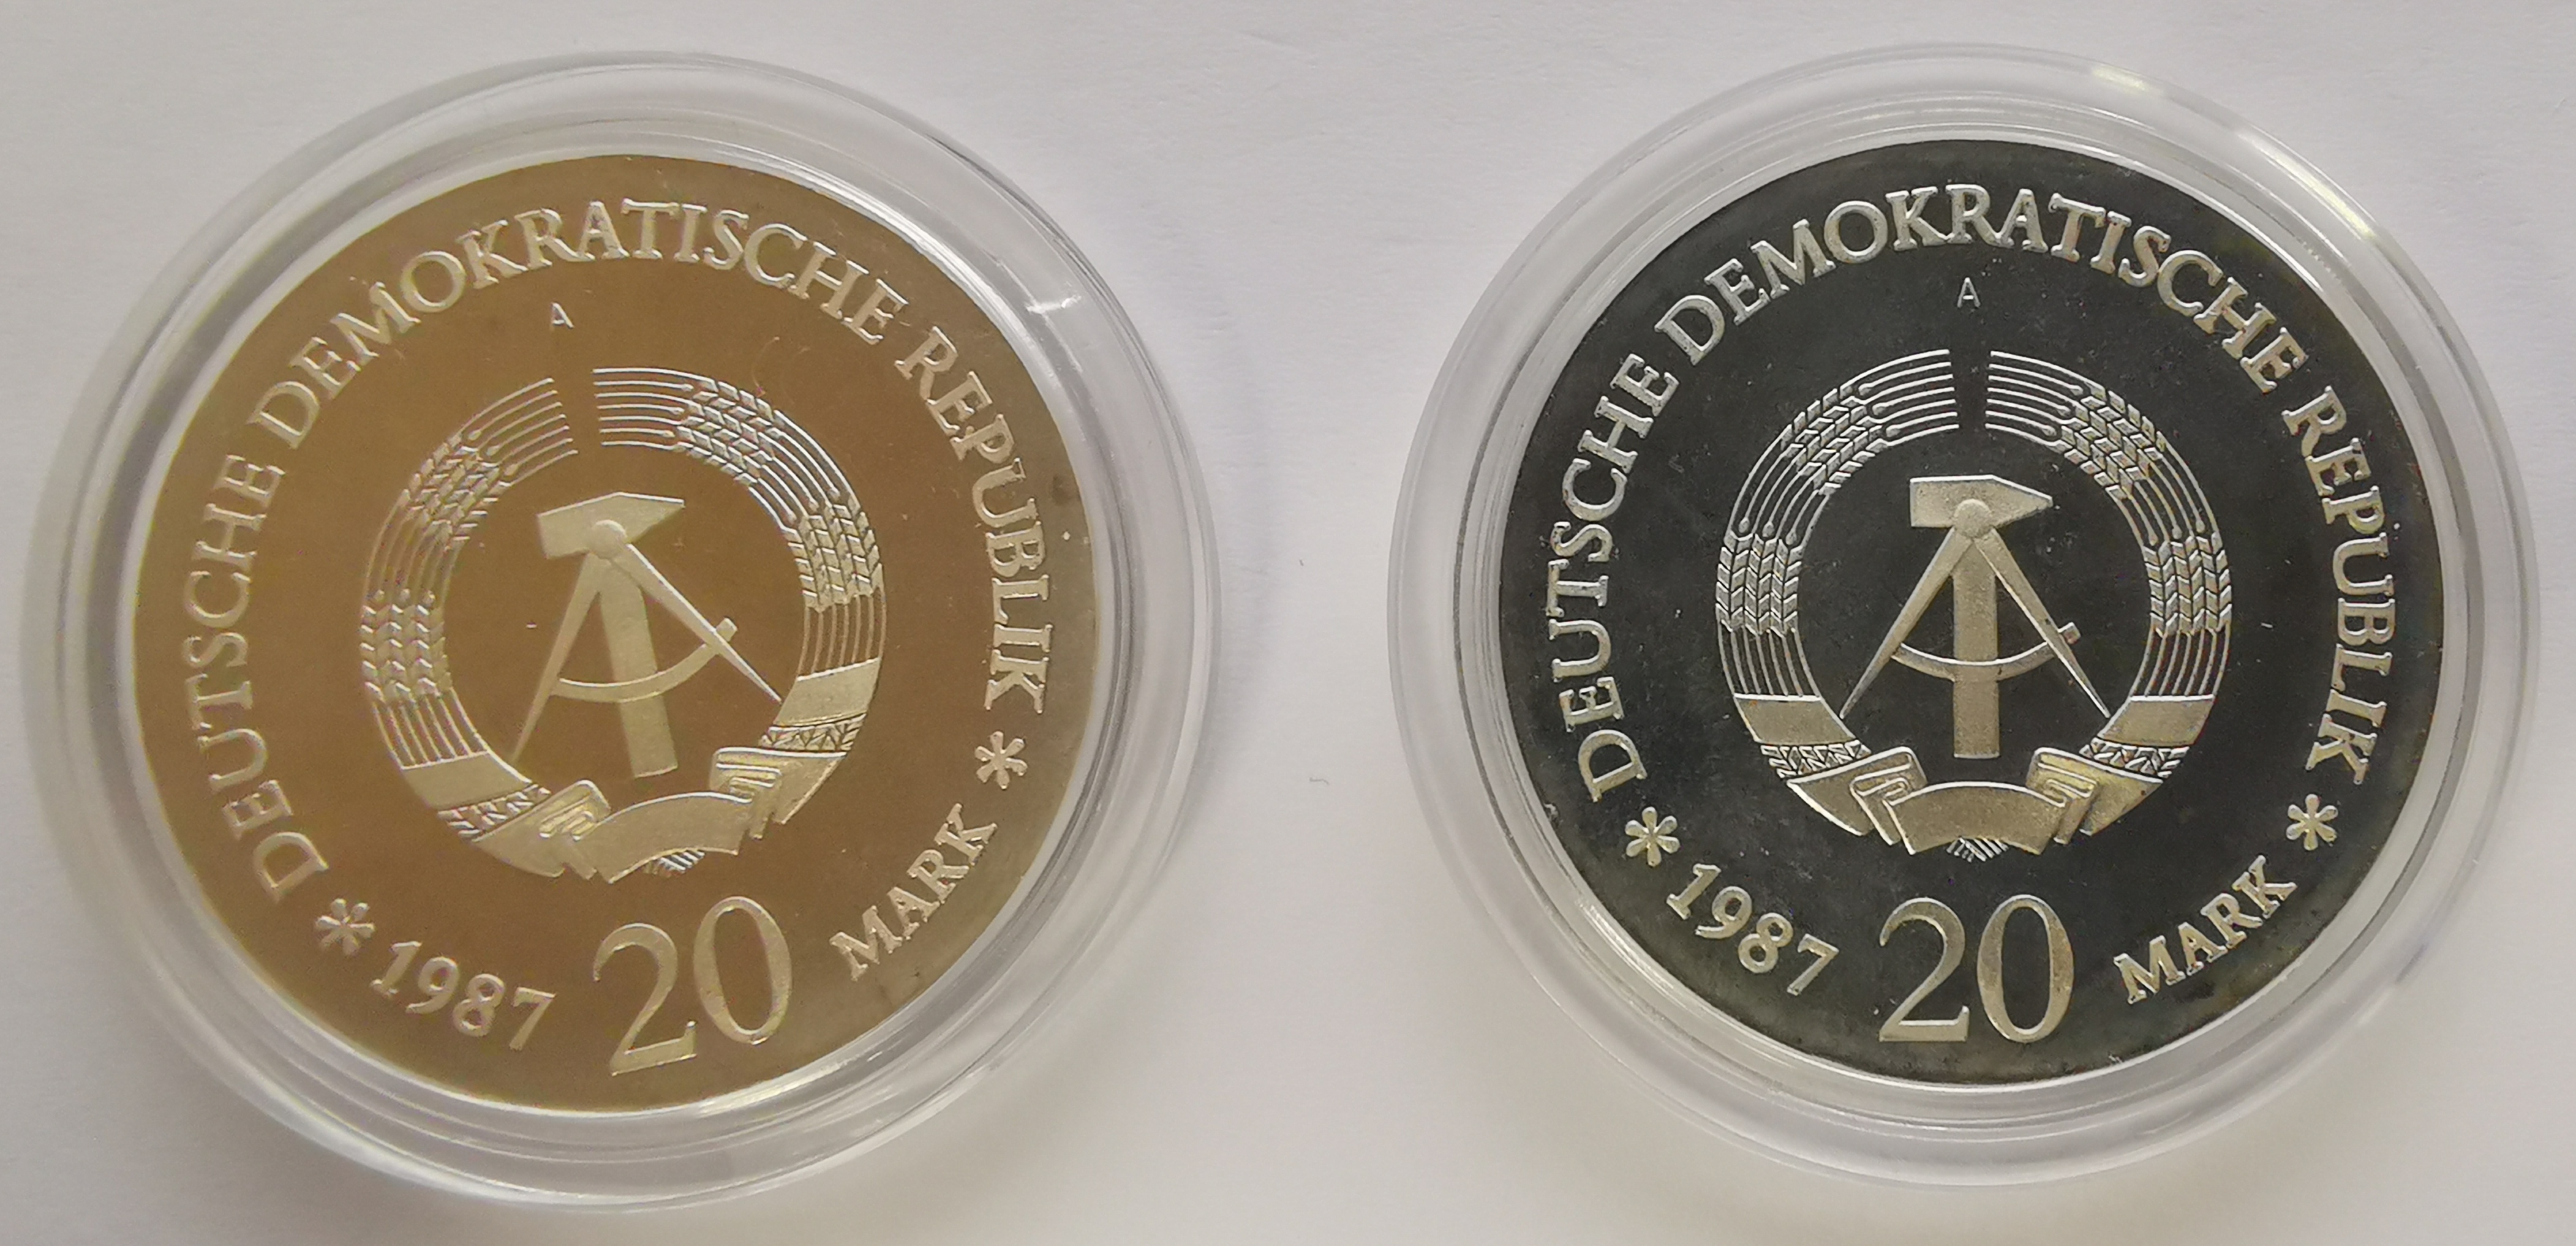 DEUTSCHE DEMOKRATISCHE REPUBLIK
A
* 1987 20 MARK *
DEUTSCHE DEMOKRATISCHE REPUBLIK
A
* 1987 20 MARK *